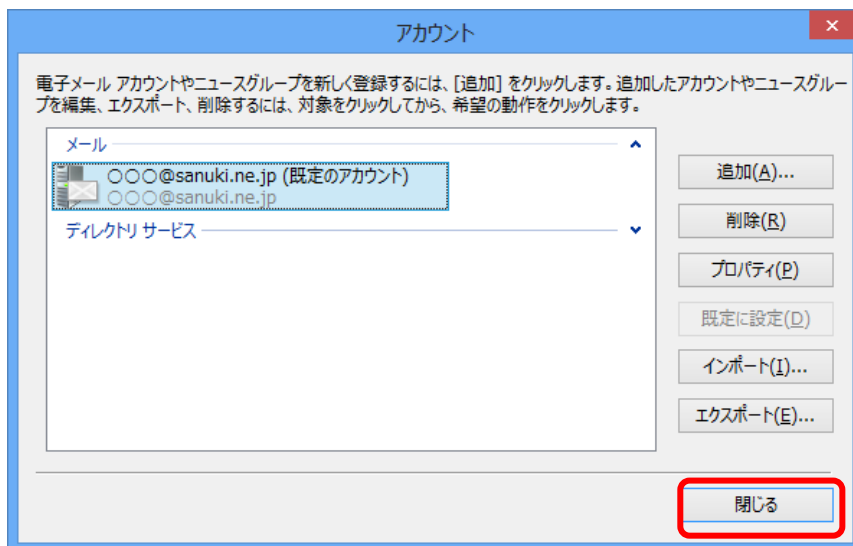 アカウント
電子メール アカウントやニュースグループを新しく登録するには、[追加] をクリックします。追加したアカウントやニュースグルー
プを編集、エクスポート、削除するには、対象をクリックしてから、希望の動作をクリックします。
メール
○○○@sanuki.ne.jp (既定のアカウント)
○○○@sanuki.ne.jp
ディレクトリ サービス
追加(A)...
削除(R)
プロパティ(P)
既定に設定(D)
インポート(I)...
エクスポート(E)...
閉じる